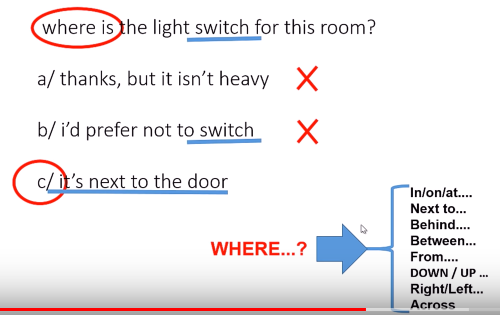 where is the light switch for this room?
a/ thanks, but it isn’t heavy
b/ i’d prefer not to switch
c/ it’s next to the door
WHERE...?
In/on/at....
Next to...
Behind....
Between...
From....
DOWN / UP ...
Right/Left...
Across